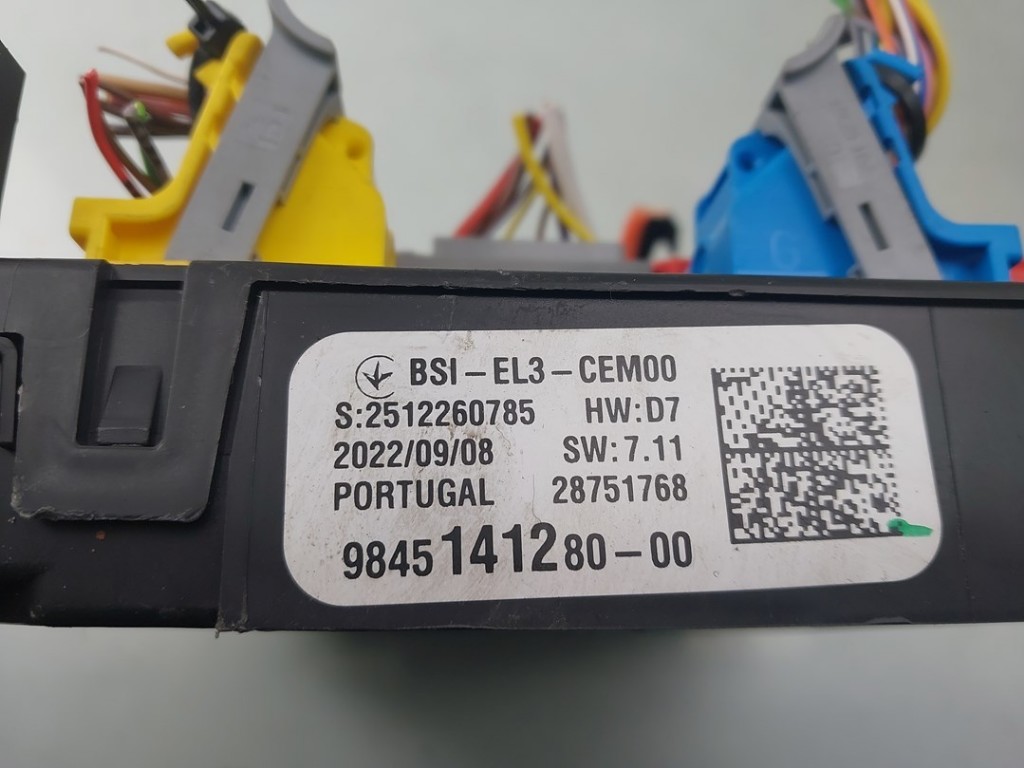 BSI-EL3-CEM00
S:2512260785 HW:D7
2022/09/08 SW:7.11
PORTUGAL 28751768
9845141280-00
G